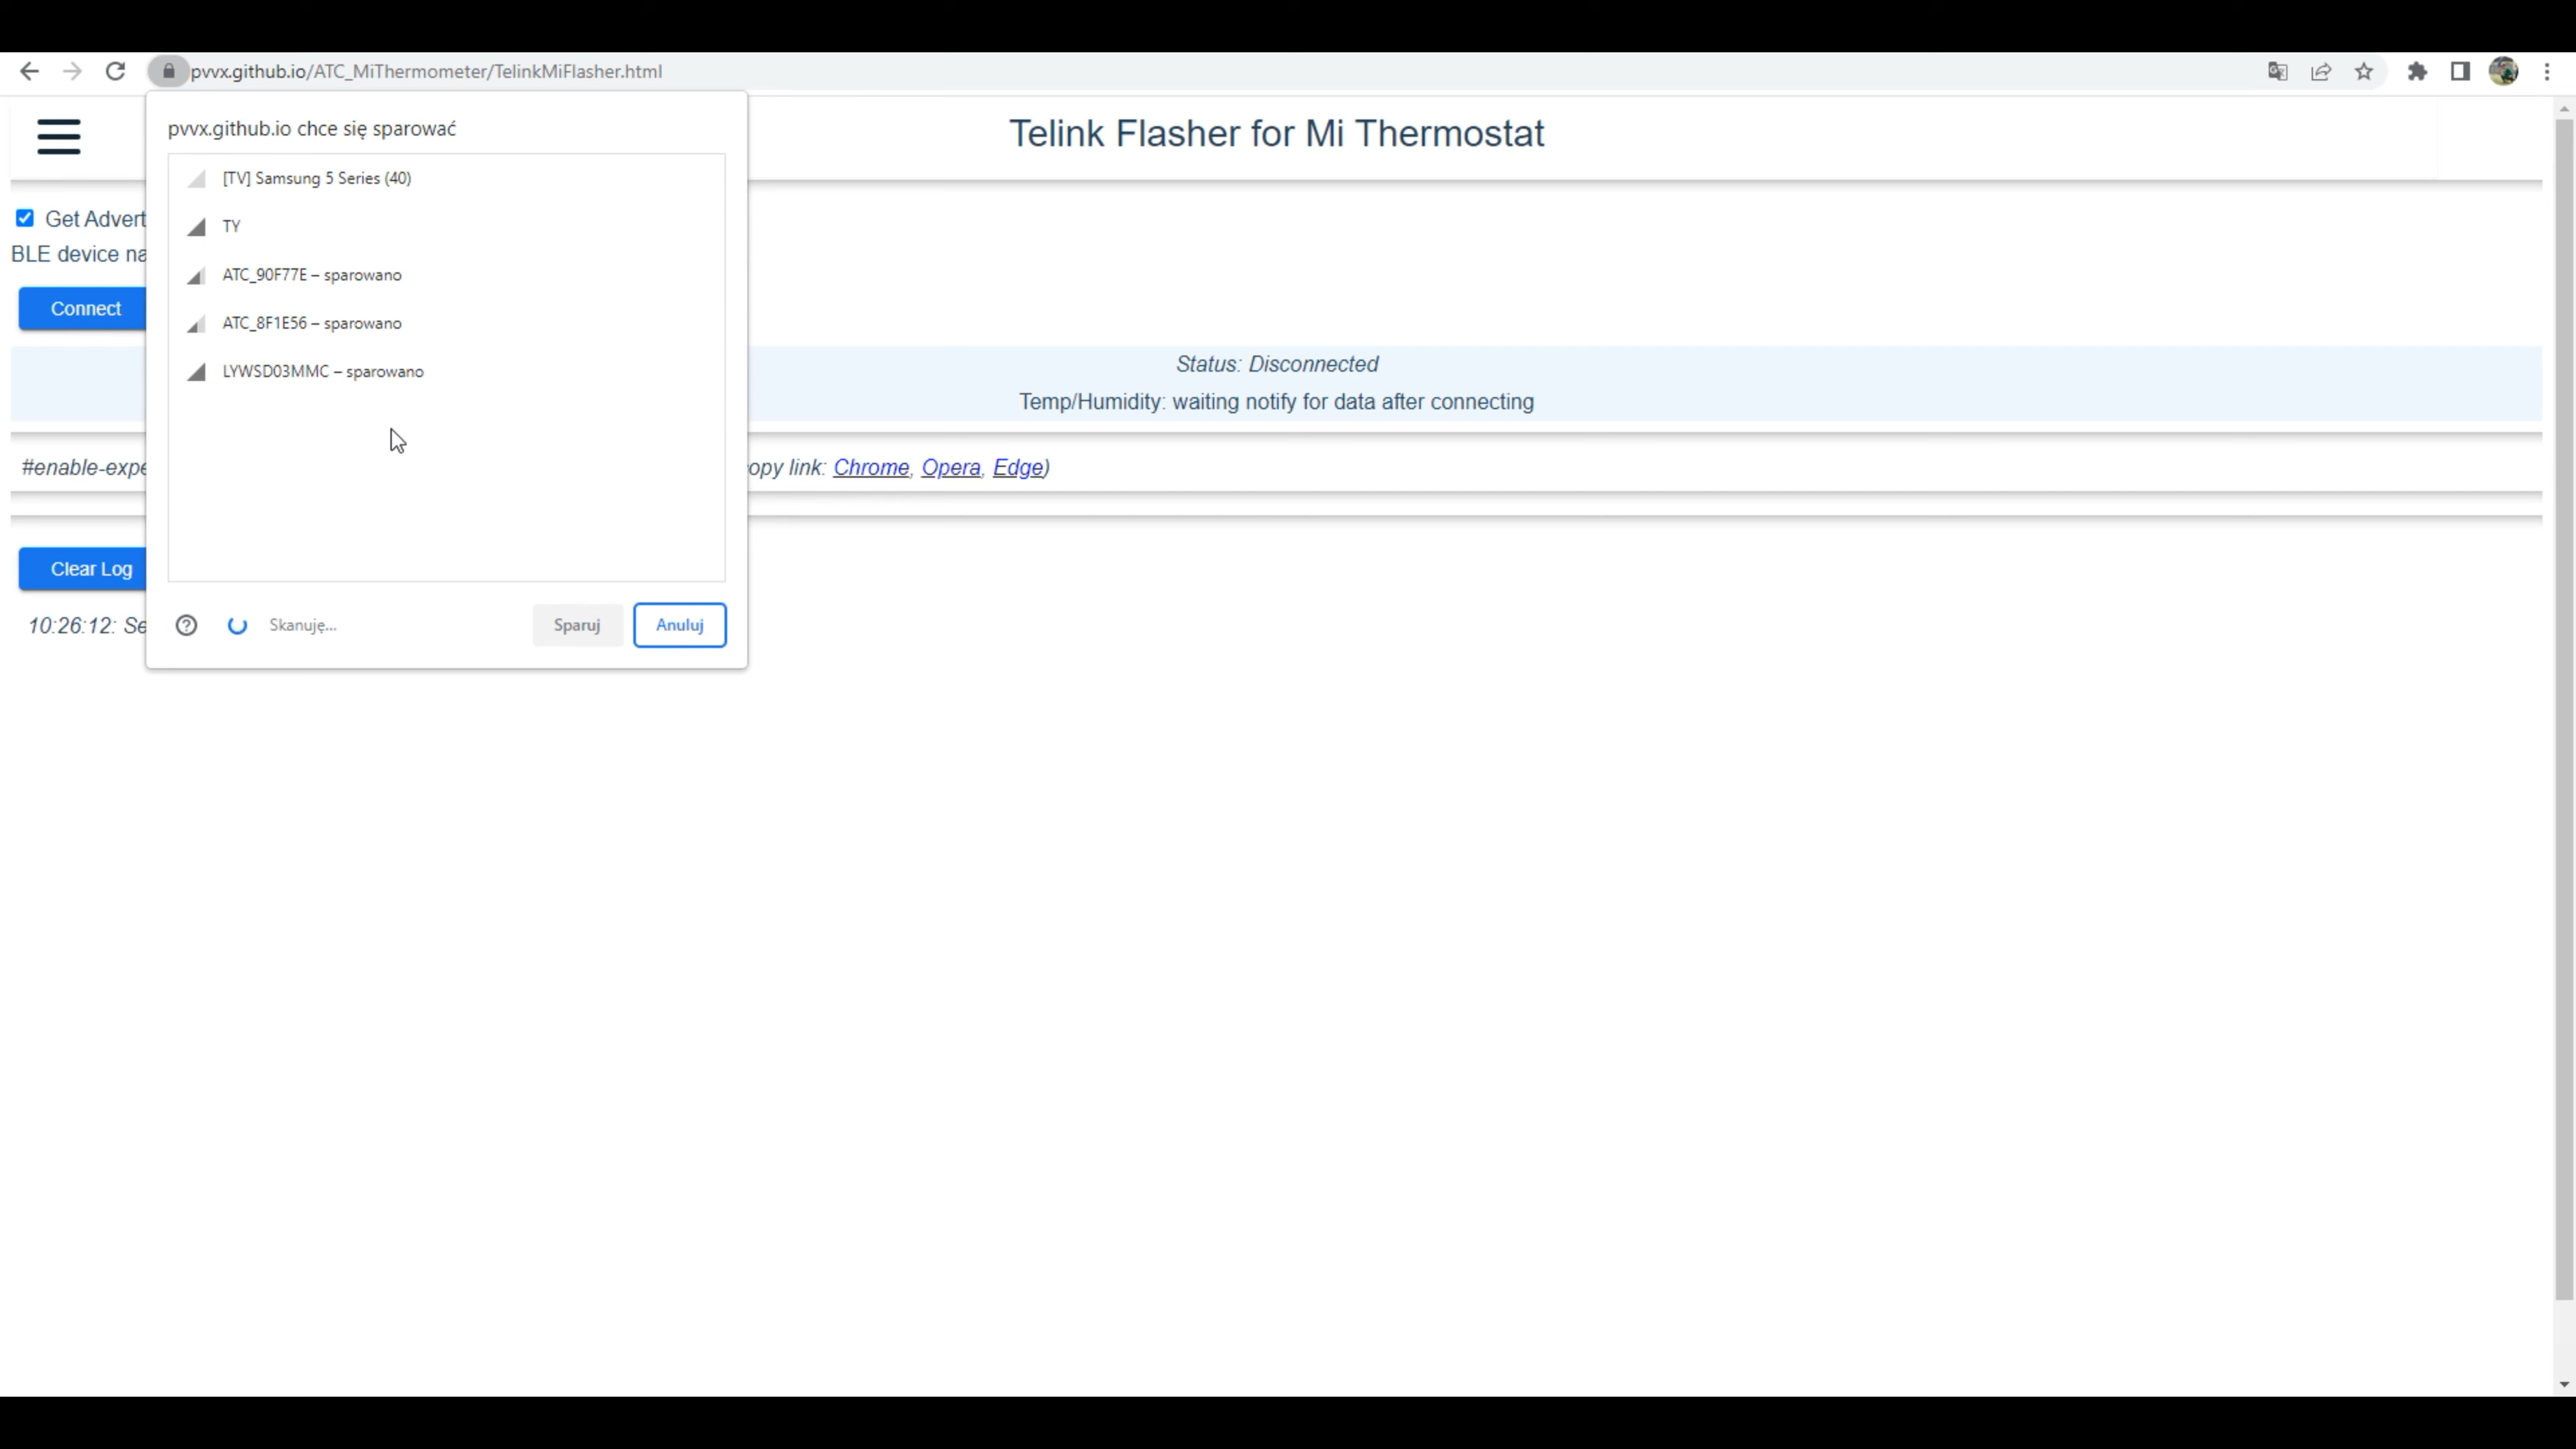 pvvx.github.io/ATC_MiThermometer/TelinkMiFlasher.html
Telink Flasher for Mi Thermostat
pvvx.github.io chce się sparować
[TV] Samsung 5 Series (40)
TY
ATC_90F77E – sparowano
ATC_8F1E56 – sparowano
LYWSD03MMC – sparowano
Skanuję...
Sparuj
Anuluj
Get Advert
BLE device na
Connect
Status: Disconnected
Temp/Humidity: waiting notify for data after connecting
#enable-expe
opy link: Chrome, Opera, Edge)
Clear Log
10:26:12: Se